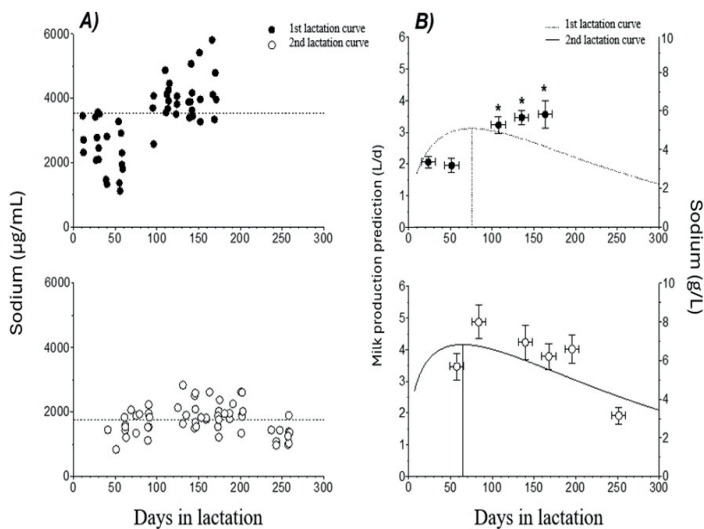 A)
B)
1st lactation curve
2nd lactation curve
6000
4000
2000
0
0 50 100 150 200 250 300
1st lactation curve
2nd lactation curve
6
5
4
3
2
1
0
10
8
6
4
2
0
0 50 100 150 200 250 300
* * *
Sodium (µg/mL)
Milk production prediction (L/d)
Sodium (g/L)
6000
4000
2000
0
0 50 100 150 200 250 300
Days in lactation
6
5
4
3
2
1
0
10
8
6
4
2
0
0 50 100 150 200 250 300
Days in lactation